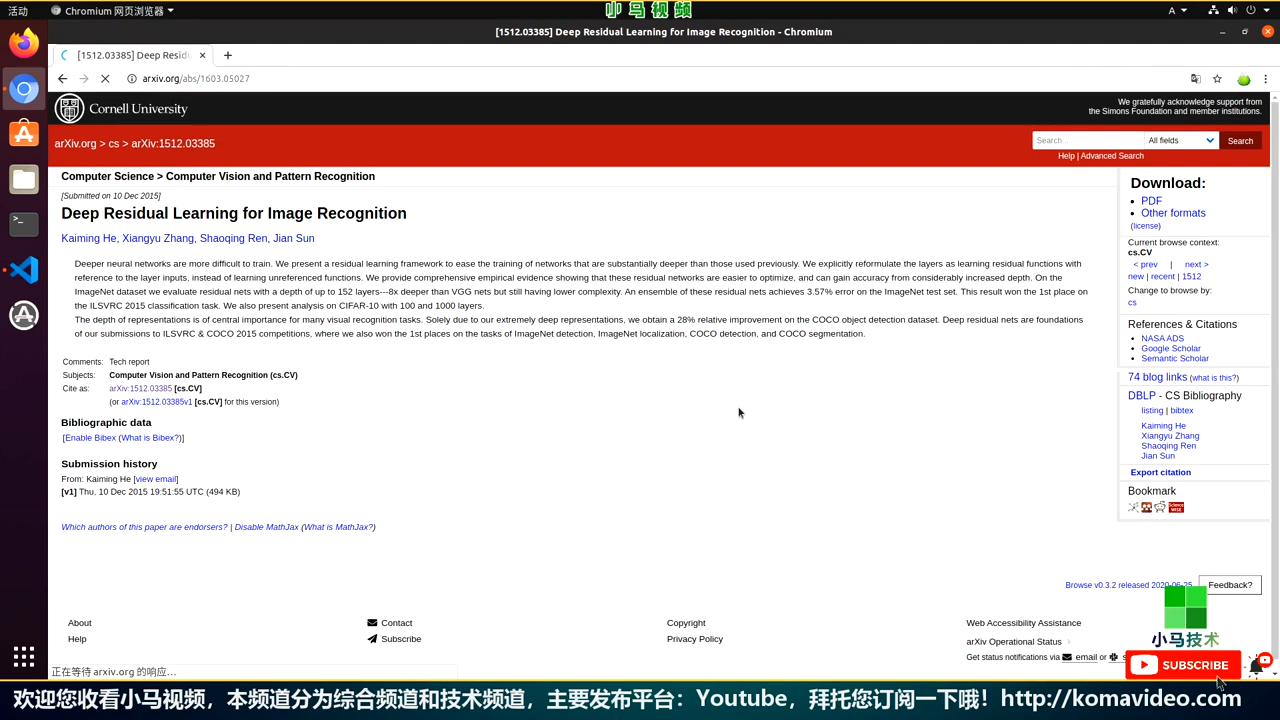 活动
Chromium 网页浏览器
小马视频
A
[1512.03385] Deep Residual Learning for Image Recognition - Chromium
[1512.03385] Deep Resid
arxiv.org/abs/1603.05027
Cornell University
We gratefully acknowledge support from
the Simons Foundation and member institutions.
arXiv.org > cs > arXiv:1512.03385
Search...
All fields
Search
Help | Advanced Search
Computer Science > Computer Vision and Pattern Recognition
[Submitted on 10 Dec 2015]
Deep Residual Learning for Image Recognition
Kaiming He, Xiangyu Zhang, Shaoqing Ren, Jian Sun
Deeper neural networks are more difficult to train. We present a residual learning framework to ease the training of networks that are substantially deeper than those used previously. We explicitly reformulate the layers as learning residual functions with
reference to the layer inputs, instead of learning unreferenced functions. We provide comprehensive empirical evidence showing that these residual networks are easier to optimize, and can gain accuracy from considerably increased depth. On the
ImageNet dataset we evaluate residual nets with a depth of up to 152 layers---8x deeper than VGG nets but still having lower complexity. An ensemble of these residual nets achieves 3.57% error on the ImageNet test set. This result won the 1st place on
the ILSVRC 2015 classification task. We also present analysis on CIFAR-10 with 100 and 1000 layers.
The depth of representations is of central importance for many visual recognition tasks. Solely due to our extremely deep representations, we obtain a 28% relative improvement on the COCO object detection dataset. Deep residual nets are foundations
of our submissions to ILSVRC & COCO 2015 competitions, where we also won the 1st places on the tasks of ImageNet detection, ImageNet localization, COCO detection, and COCO segmentation.
Comments: Tech report
Subjects: Computer Vision and Pattern Recognition (cs.CV)
Cite as: arXiv:1512.03385 [cs.CV]
(or arXiv:1512.03385v1 [cs.CV] for this version)
Bibliographic data
[Enable Bibex (What is Bibex?)]
Submission history
From: Kaiming He [view email]
[v1] Thu, 10 Dec 2015 19:51:55 UTC (494 KB)
Which authors of this paper are endorsers? | Disable MathJax (What is MathJax?)
Download:
PDF
Other formats
(license)
Current browse context:
cs.CV
< prev | next >
new | recent | 1512
Change to browse by:
cs
References & Citations
NASA ADS
Google Scholar
Semantic Scholar
74 blog links (what is this?)
DBLP - CS Bibliography
listing | bibtex
Kaiming He
Xiangyu Zhang
Shaoqing Ren
Jian Sun
Export citation
Bookmark
Browse v0.3.2 released 2020-06-25
Feedback?
About
Help
Contact
Subscribe
Copyright
Privacy Policy
Web Accessibility Assistance
arXiv Operational Status
Get status notifications via email or
小马技术
SUBSCRIBE
正在等待 arxiv.org 的响应…
欢迎您收看小马视频，本频道分为综合频道和技术频道，主要发布平台：Youtube，拜托您订阅一下哦！http://komavideo.com